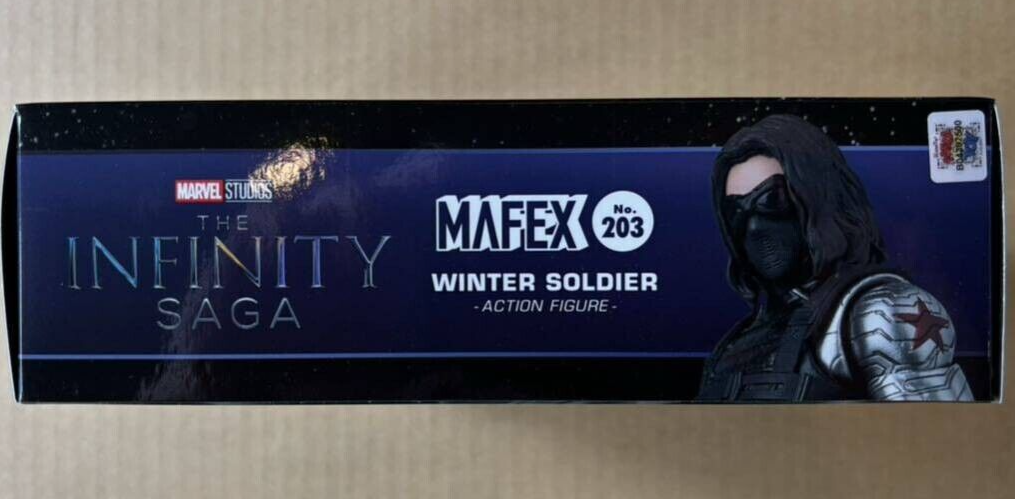 MARVEL STUDIOS
THE
INFINITY
SAGA
MAFEX No. 203
WINTER SOLDIER
- ACTION FIGURE -